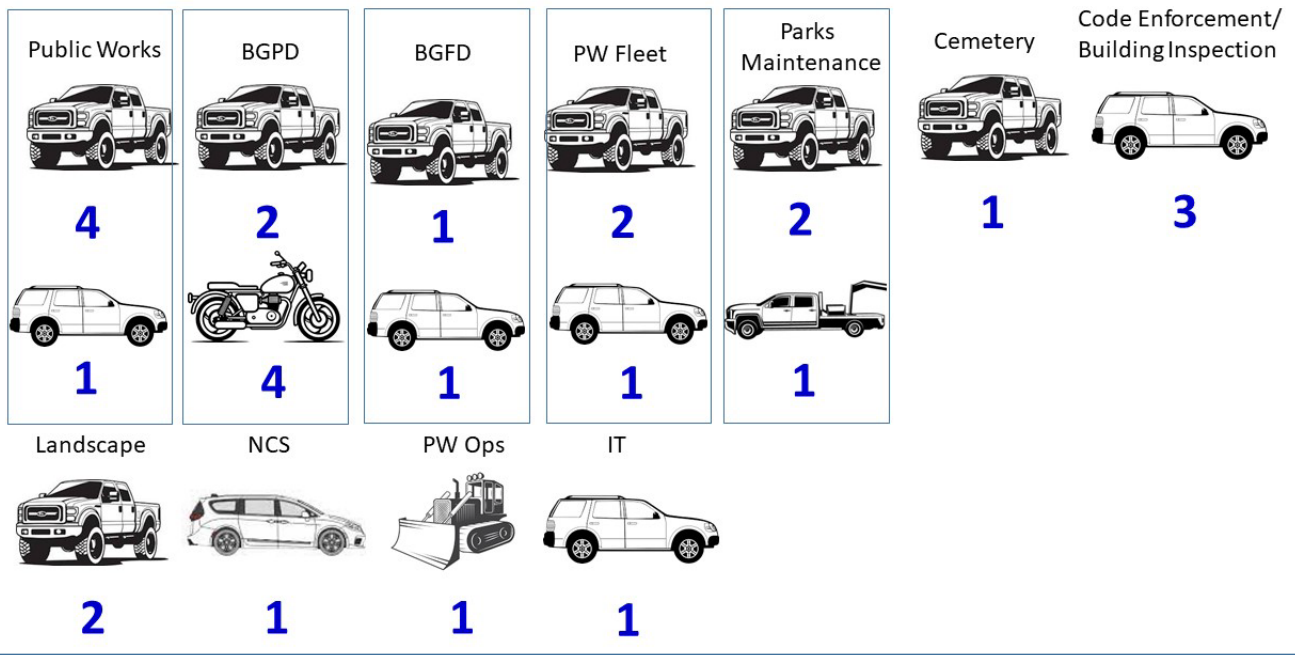 Public Works
BGPD
BGFD
PW Fleet
Parks
Maintenance
Cemetery
Code Enforcement/
Building Inspection
4
2
1
2
2
1
3
1
4
1
1
1
Landscape
NCS
PW Ops
IT
2
1
1
1